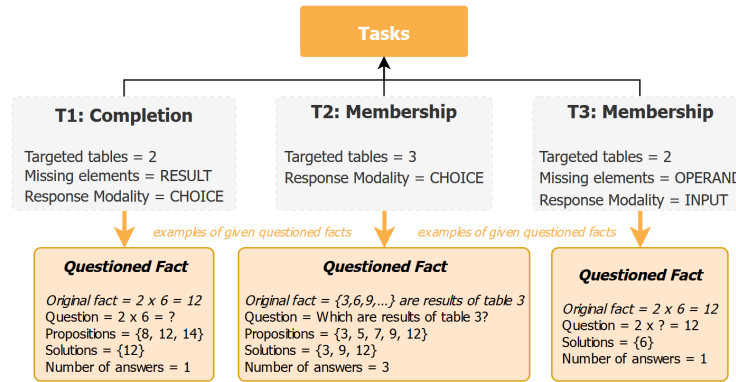 Tasks
T1: Completion
Targeted tables = 2
Missing elements = RESULT
Response Modality = CHOICE
T2: Membership
Targeted tables = 3
Response Modality = CHOICE
T3: Membership
Targeted tables = 2
Missing elements = OPERAND
Response Modality = INPUT
examples of given questioned facts
examples of given questioned facts
Questioned Fact
Original fact = 2 x 6 = 12
Question = 2 x 6 = ?
Propositions = {8, 12, 14}
Solutions = {12}
Number of answers = 1
Questioned Fact
Original fact = {3,6,9,...} are results of table 3
Question = Which are results of table 3?
Propositions = {3, 5, 7, 9, 12}
Solutions = {3, 9, 12}
Number of answers = 3
Questioned Fact
Original fact = 2 x 6 = 12
Question = 2 x ? = 12
Solutions = {6}
Number of answers = 1